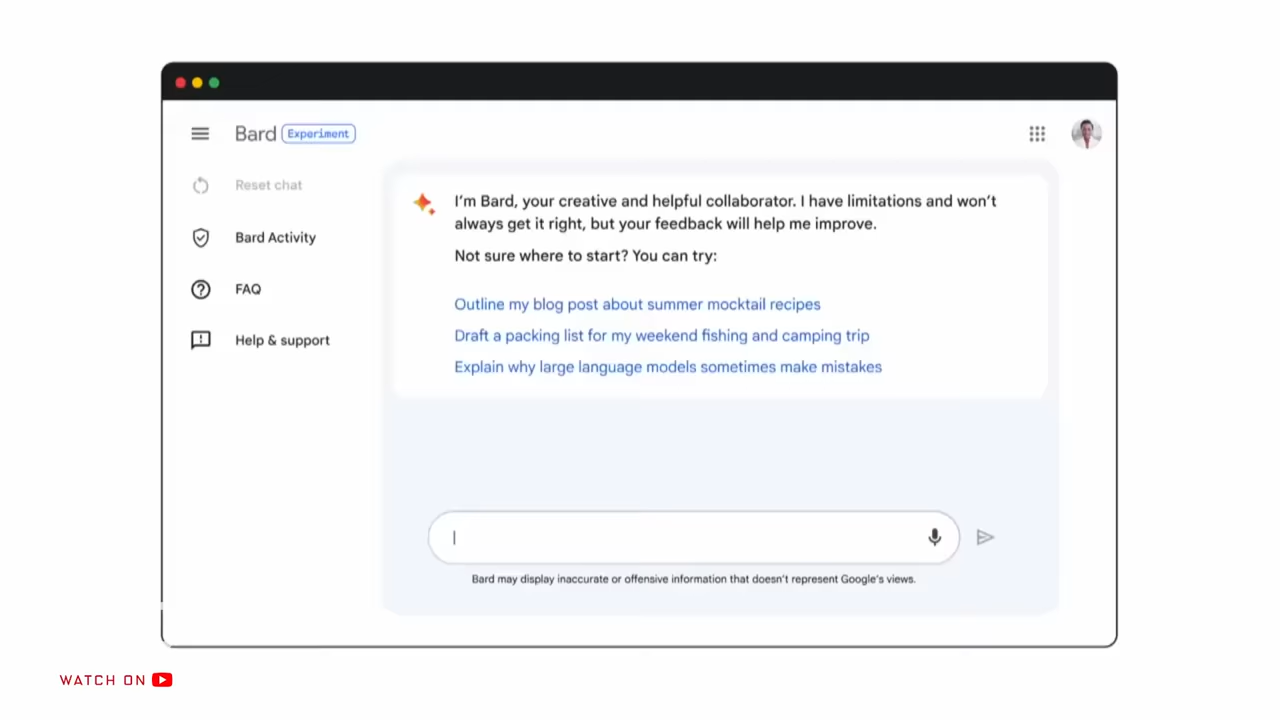 Bard Experiment
Reset chat
Bard Activity
FAQ
Help & support
I'm Bard, your creative and helpful collaborator. I have limitations and won't
always get it right, but your feedback will help me improve.
Not sure where to start? You can try:
Outline my blog post about summer mocktail recipes
Draft a packing list for my weekend fishing and camping trip
Explain why large language models sometimes make mistakes
Bard may display inaccurate or offensive information that doesn't represent Google's views.
WATCH ON